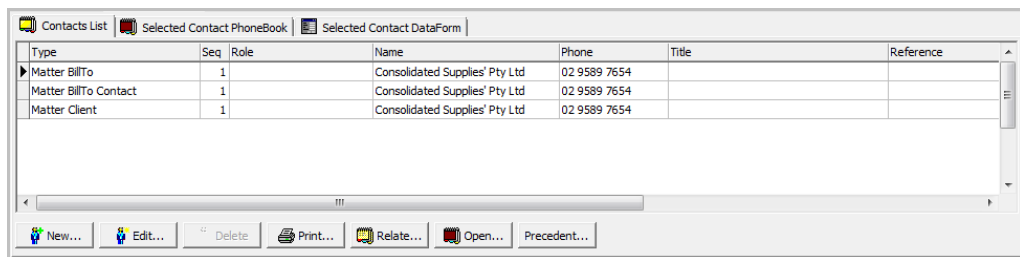 Contacts List Selected Contact PhoneBook Selected Contact DataForm
Type Seq Role Name Phone Title Reference
Matter BillTo 1 Consolidated Supplies' Pty Ltd 02 9589 7654
Matter BillTo Contact 1 Consolidated Supplies' Pty Ltd 02 9589 7654
Matter Client 1 Consolidated Supplies' Pty Ltd 02 9589 7654
New... Edit... Delete Print... Relate... Open... Precedent...